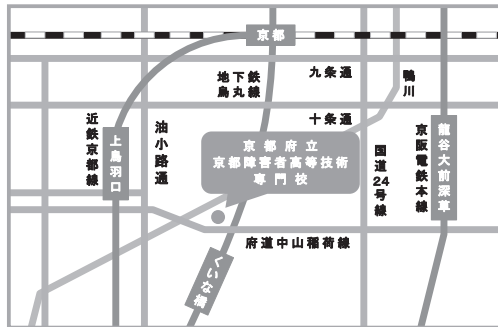 京都
地下鉄
烏丸線
九条通
鴨川
十条通
近鉄京都線
上鳥羽口
油小路通
京都府立
京都障害者高等技術
専門校
国道24号線
京阪電鉄本線
龍谷大前深草
府道中山稲荷線
くいな橋